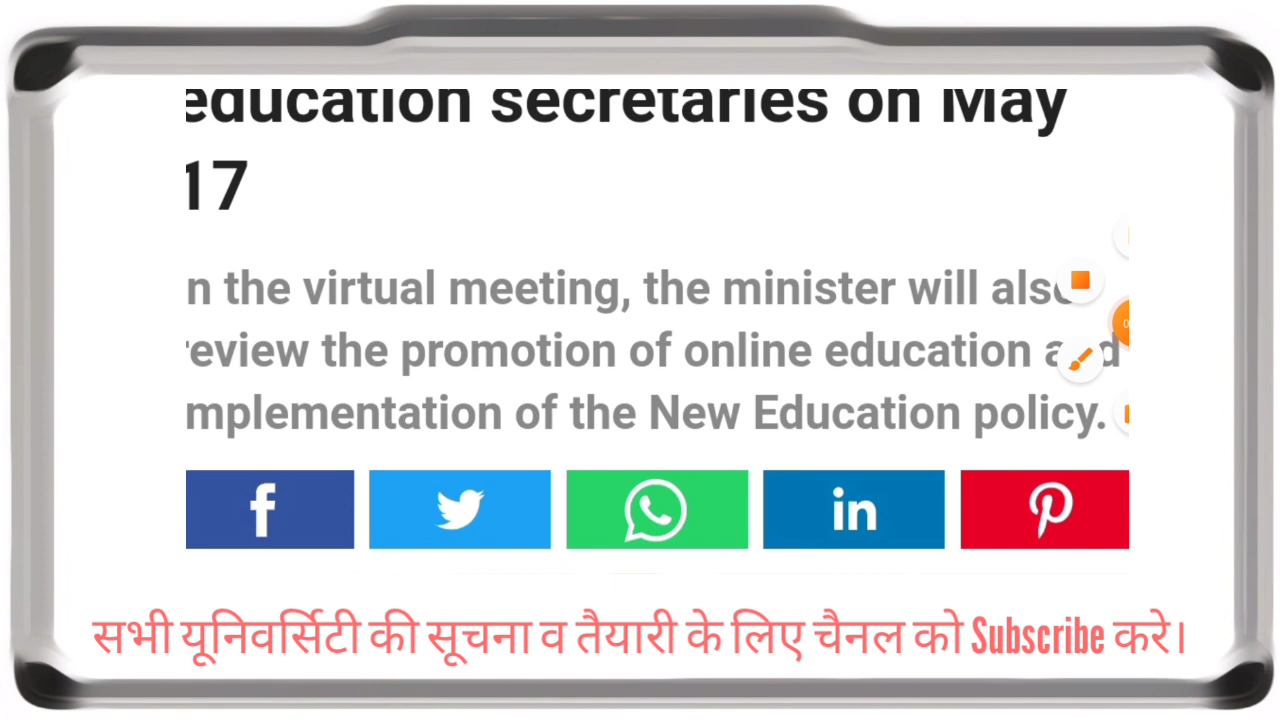 education secretaries on May
17
n the virtual meeting, the minister will also
review the promotion of online education and
mplementation of the New Education policy.
f
in
सभी यूनिवर्सिटी की सूचना व तैयारी के लिए चैनल को Subscribe करे।